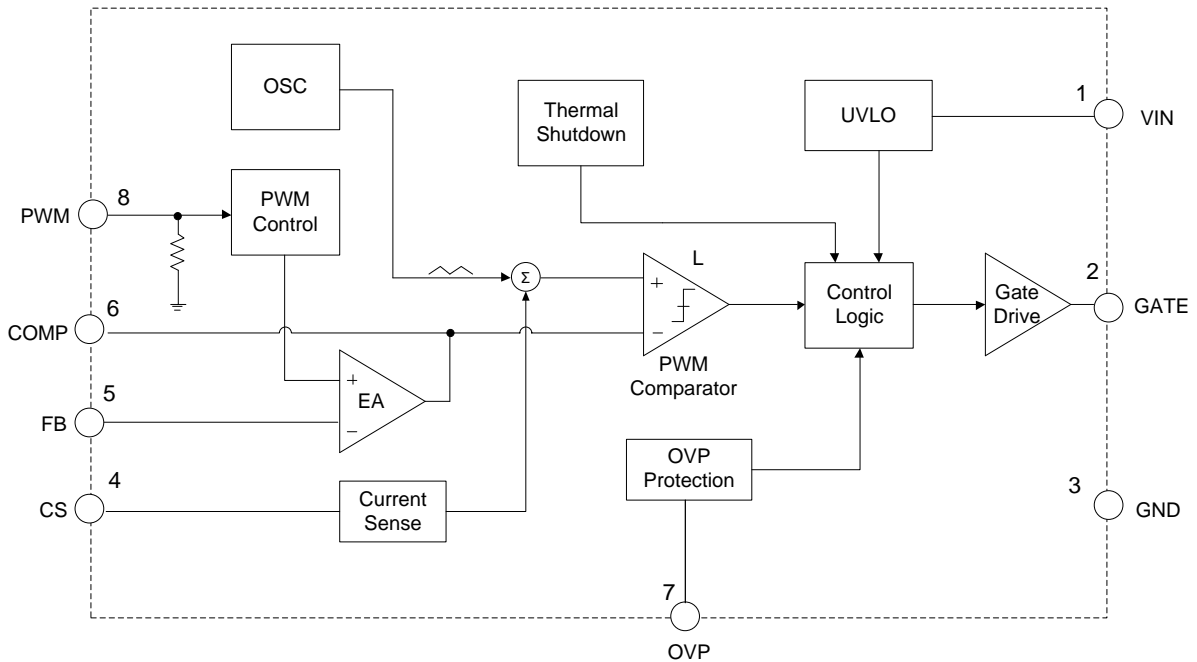 OSC
Thermal
Shutdown
UVLO
1
VIN
8
PWM
PWM
Control
Σ
L
+
−
PWM
Comparator
Control
Logic
Gate
Drive
2
GATE
6
COMP
+
EA
−
5
FB
4
CS
Current
Sense
OVP
Protection
3
GND
7
OVP